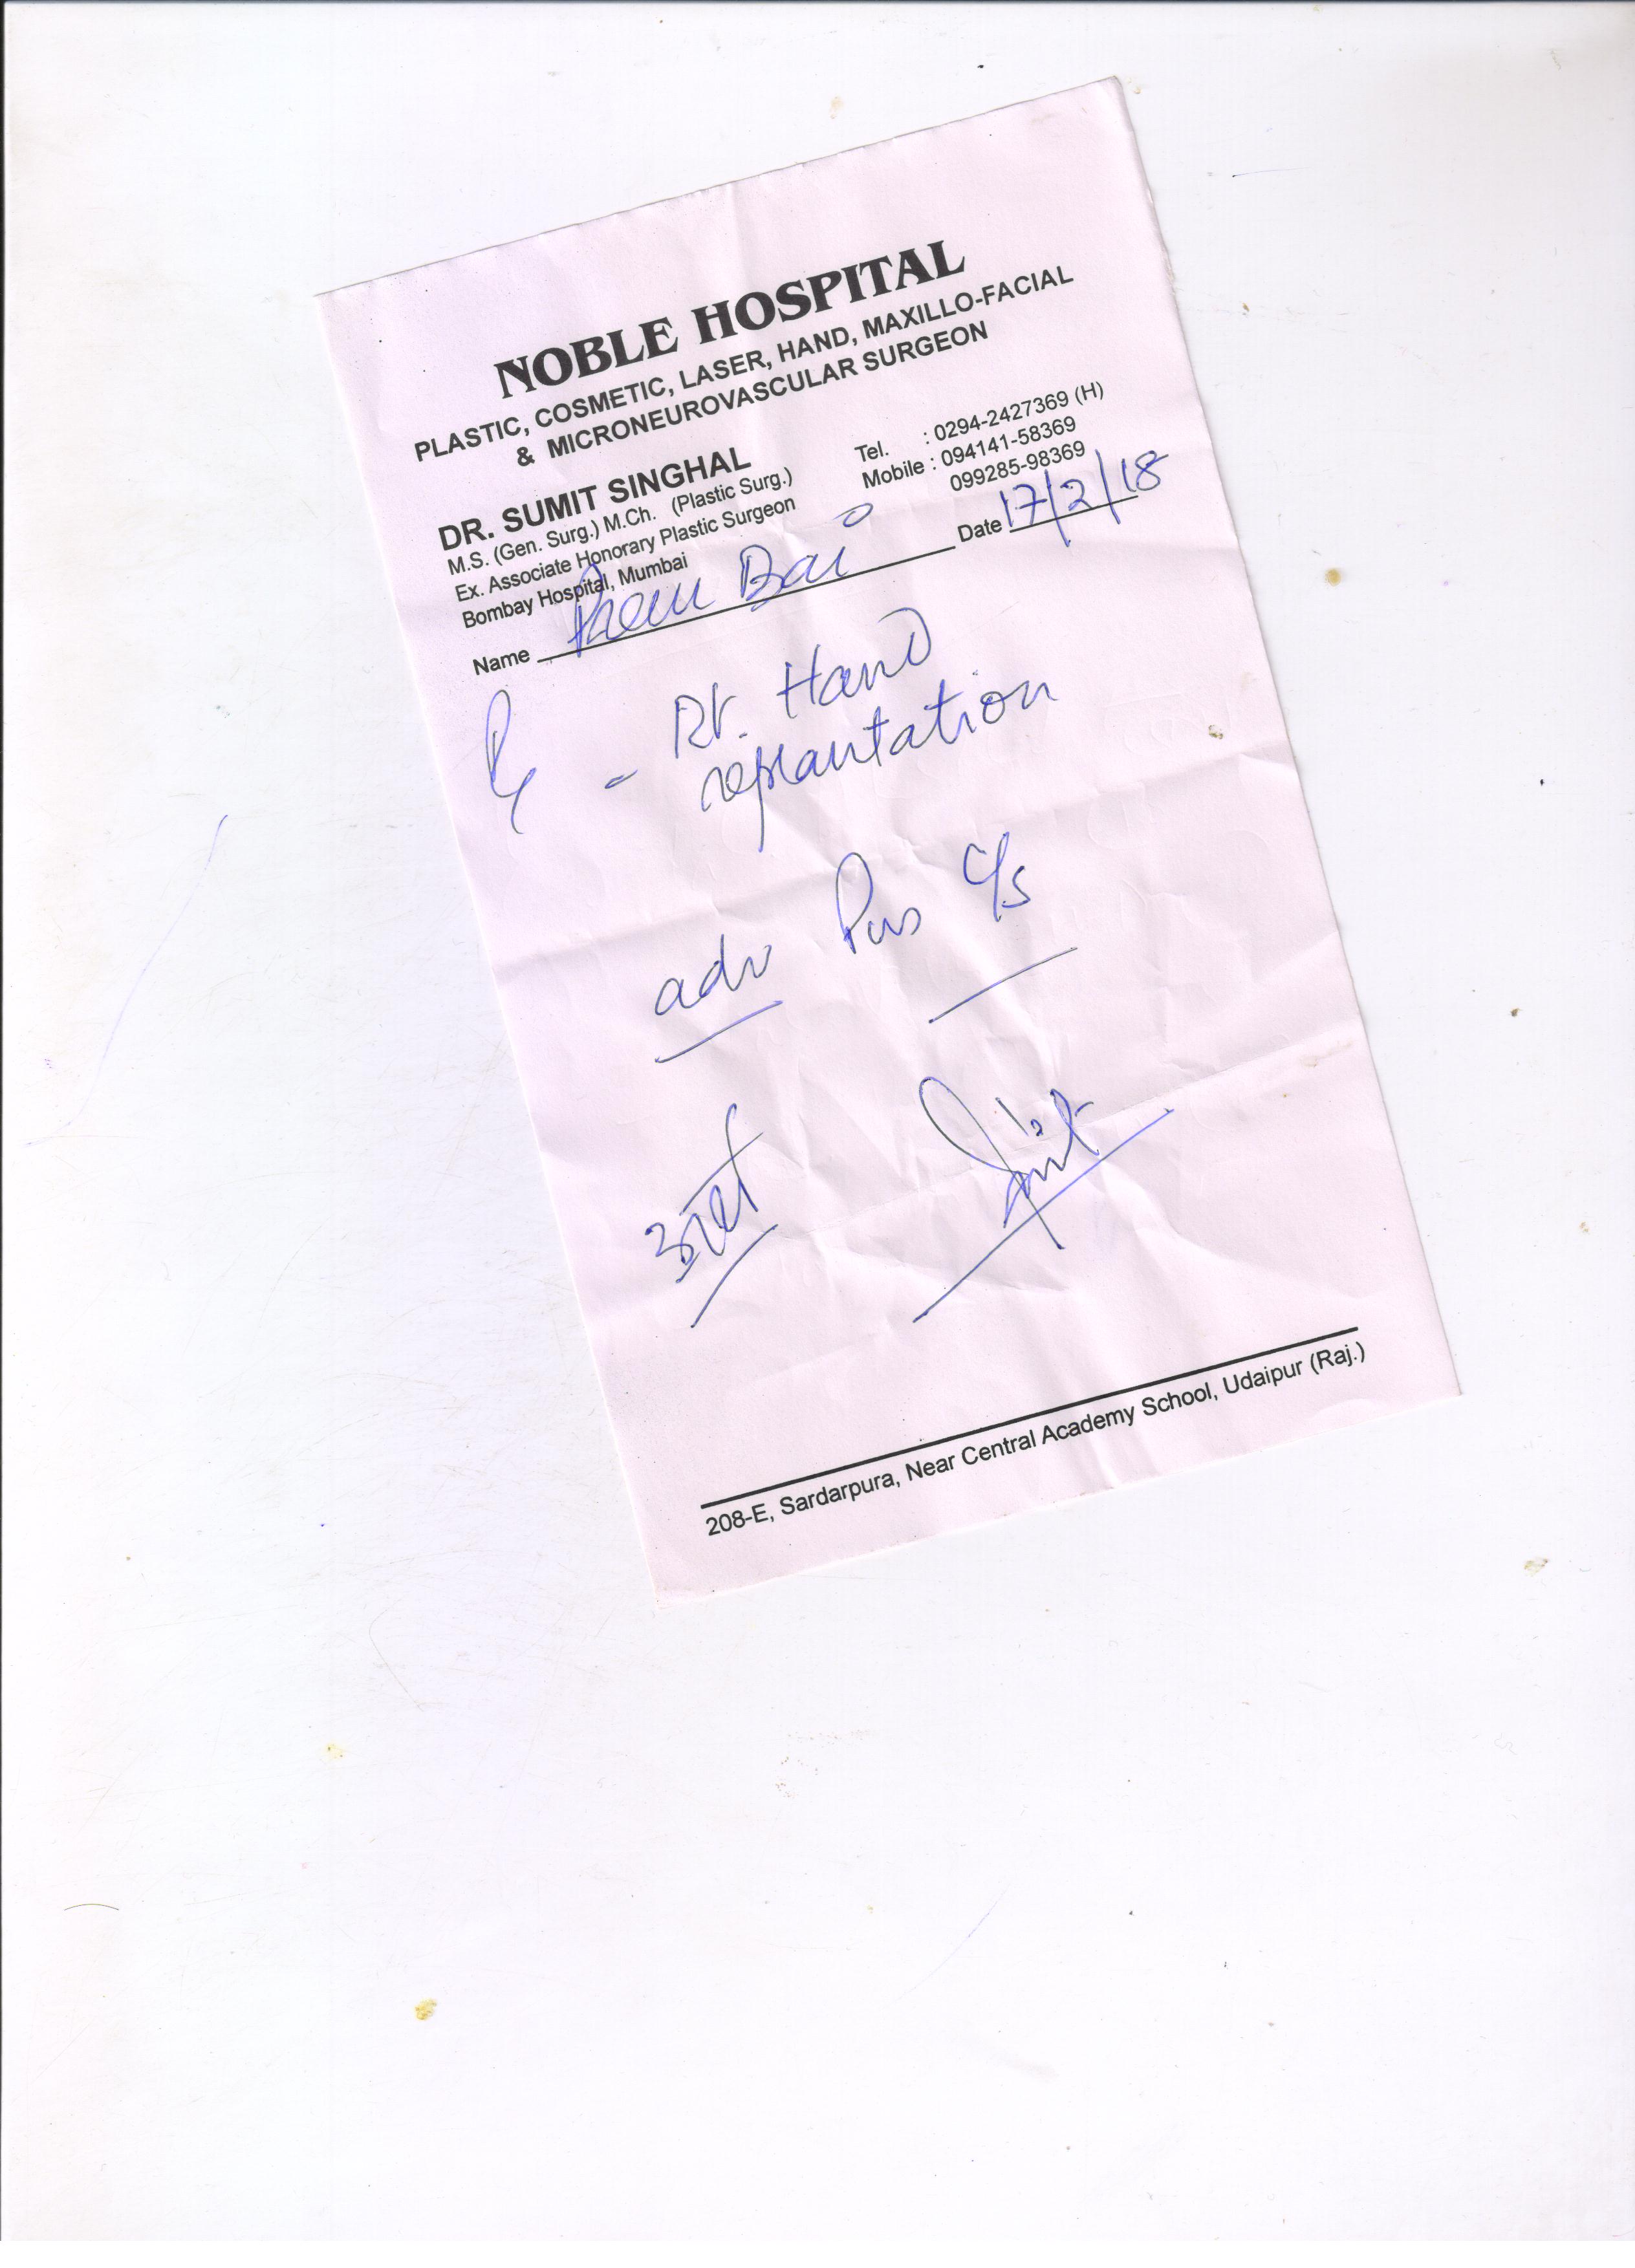 NOBLE HOSPITAL
PLASTIC, COSMETIC, LASER, HAND, MAXILLO-FACIAL
& MICRONEUROVASCULAR SURGEON
DR. SUMIT SINGHAL
M.S. (Gen. Surg.) M.Ch. (Plastic Surg.)
Ex. Associate Honorary Plastic Surgeon
Bombay Hospital, Mumbai
Tel. : 0294-2427369 (H)
Mobile : 094141-58369
099285-98369
Name Prem Bai
Date 17/2/18
Rt. Hand
replantation
adv Pus c/s
208-E, Sardarpura, Near Central Academy School, Udaipur (Raj.)